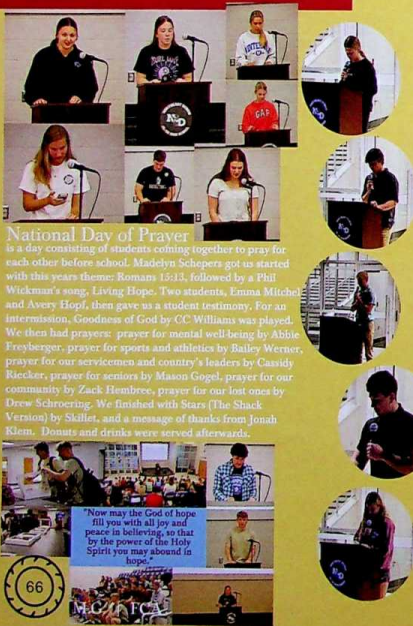 National Day of Prayer
is a day consisting of students coming together to pray for
each other before school. Madelyn Schepers got us started
with this years theme: Romans 15:13, followed by a Phil
Wickman's song, Living Hope. Two students, Emma Mitchel
and Avery Hopf, then gave us a student testimony. For an
intermission, Goodness of God by CC Williams was played.
We then had prayers: prayer for mental well-being by Abbie
Freyberger, prayer for sports and athletics by Bailey Werner,
prayer for our servicemen and country's leaders by Cassidy
Riecker, prayer for seniors by Mason Gogel, prayer for our
community by Zack Hembree, prayer for our lost ones by
Drew Schroering. We finished with Stars (The Shack
Version) by Skillet, and a message of thanks from Jonah
Klem. Donuts and drinks were served afterwards.
"Now may the God of hope
fill you with all joy and
peace in believing, so that
by the power of the Holy
Spirit you may abound in
hope."
66
FCA
GAP